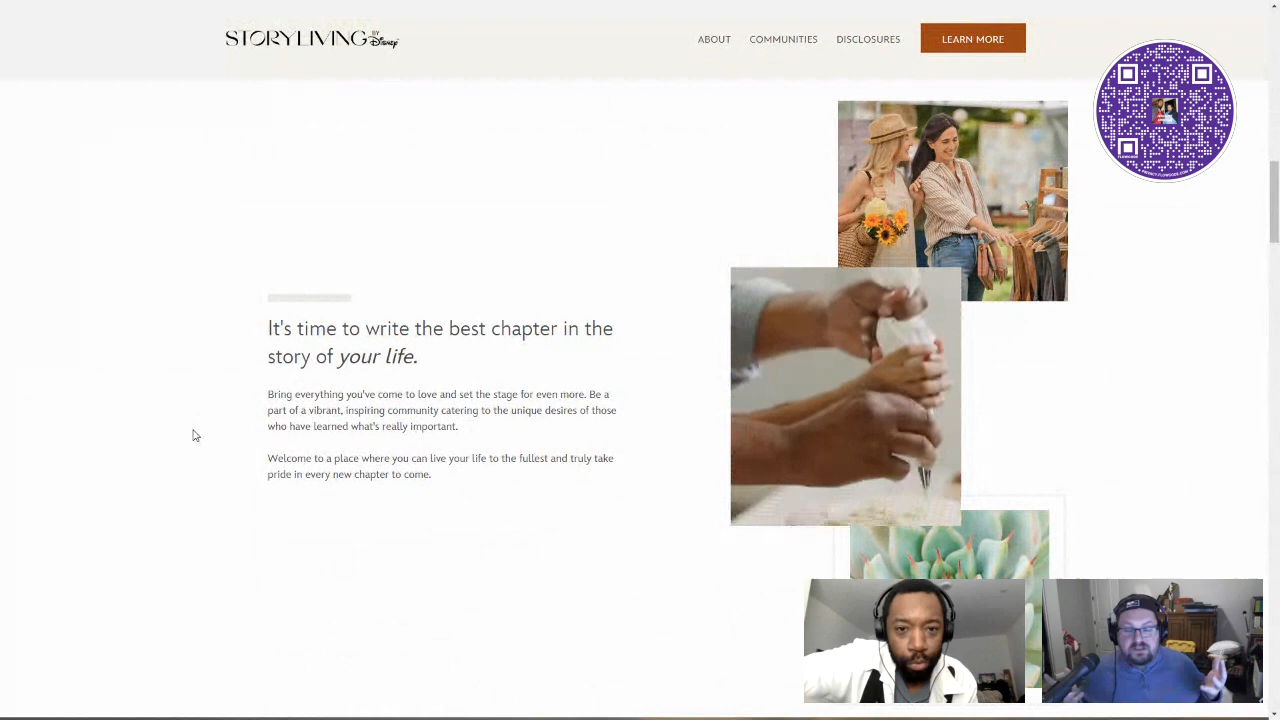 STORYLIVING BY Disney
ABOUT
COMMUNITIES
DISCLOSURES
LEARN MORE
It's time to write the best chapter in the
story of your life.
Bring everything you've come to love and set the stage for even more. Be a
part of a vibrant, inspiring community catering to the unique desires of those
who have learned what's really important.
Welcome to a place where you can live your life to the fullest and truly take
pride in every new chapter to come.
FLOWCODE
PRIVACY.FLOWCODE.COM